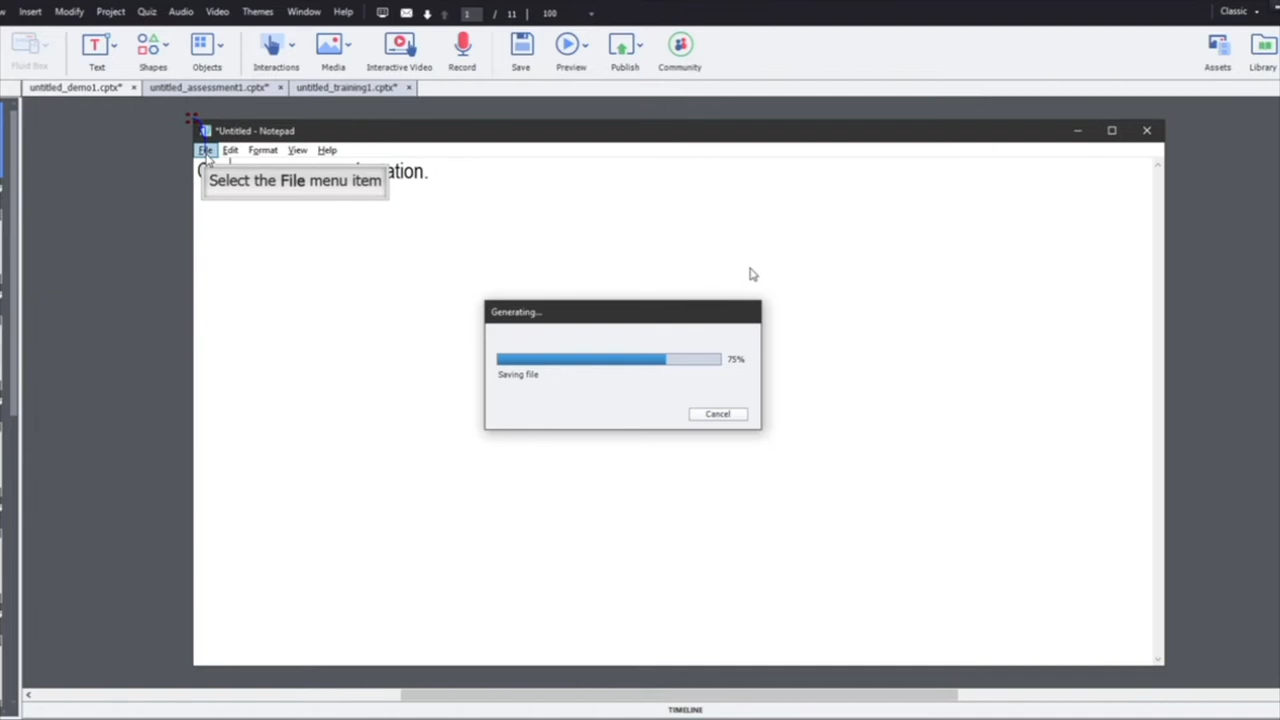 Insert Modify Project Quiz Audio Video Themes Window Help 1 / 11 100 Classic
Fluid Box Text Shapes Objects Interactions Media Interactive Video Record Save Preview Publish Community Assets Library
untitled_demo1.cptx* × untitled_assessment1.cptx* × untitled_training1.cptx* ×
*Untitled - Notepad
File Edit Format View Help
ation.
Select the File menu item
Generating...
75%
Saving file
Cancel
TIMELINE